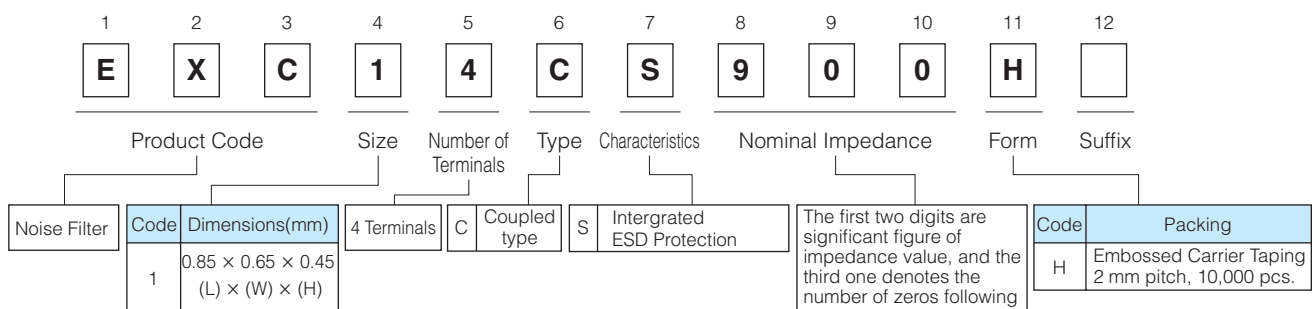 1 2 3 4 5 6 7 8 9 10 11 12
E X C 1 4 C S 9 0 0 H
Product Code Size Number of Terminals Type Characteristics Nominal Impedance Form Suffix
Noise Filter
Code Dimensions(mm)
1 0.85 × 0.65 × 0.45
(L) × (W) × (H)
4 Terminals
C Coupled
type
S Intergrated
ESD Protection
The first two digits are
significant figure of
impedance value, and the
third one denotes the
number of zeros following
Code Packing
H Embossed Carrier Taping
2 mm pitch, 10,000 pcs.